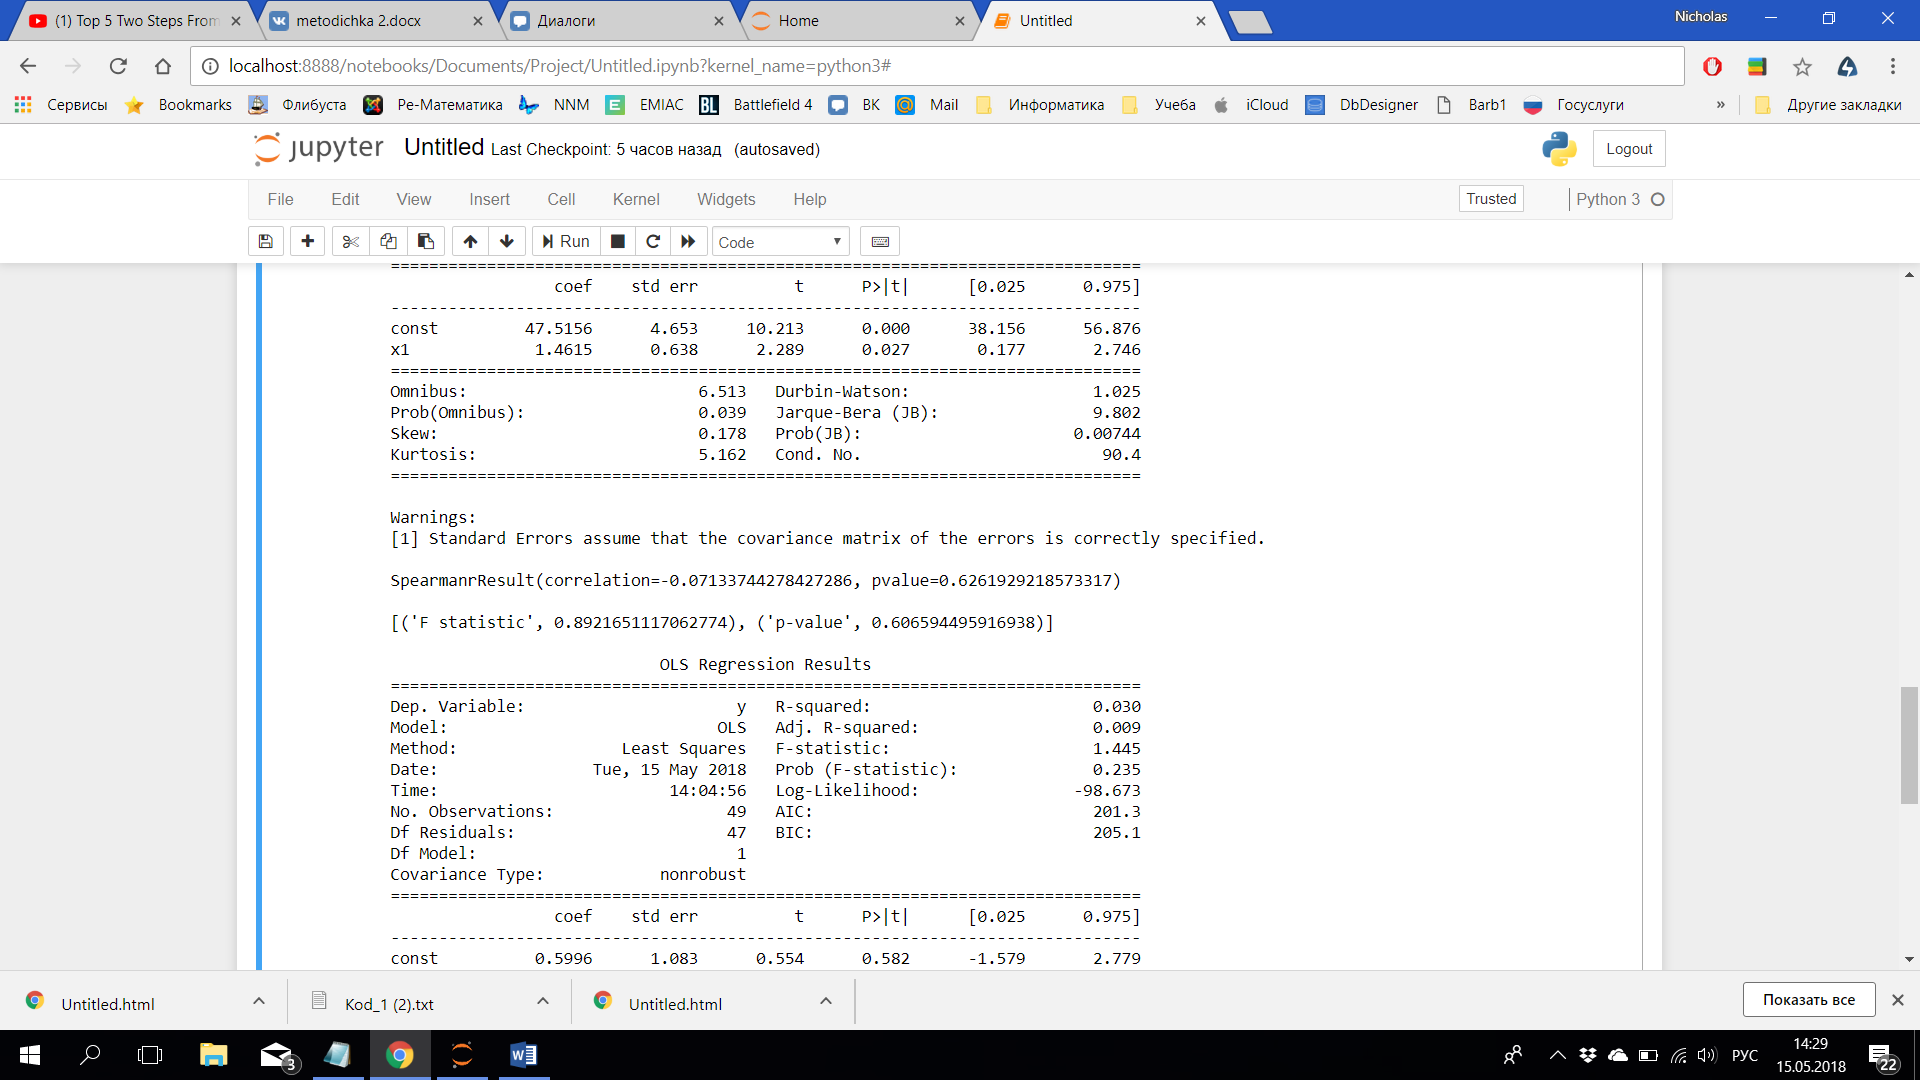 (1) Top 5 Two Steps From
metodichka 2.docx
Диалоги
Home
Untitled
Nicholas
localhost:8888/notebooks/Documents/Project/Untitled.ipynb?kernel_name=python3#
Сервисы Bookmarks Флибуста Ре-Математика NNM EMIAC Battlefield 4 ВК Mail Информатика Учеба iCloud DbDesigner Barb1 Госуслуги » Другие закладки
jupyter Untitled Last Checkpoint: 5 часов назад (autosaved) Logout
File Edit View Insert Cell Kernel Widgets Help Trusted Python 3
Run Code
==============================================================================
coef std err t P>|t| [0.025 0.975]
------------------------------------------------------------------------------
const 47.5156 4.653 10.213 0.000 38.156 56.876
x1 1.4615 0.638 2.289 0.027 0.177 2.746
==============================================================================
Omnibus: 6.513 Durbin-Watson: 1.025
Prob(Omnibus): 0.039 Jarque-Bera (JB): 9.802
Skew: 0.178 Prob(JB): 0.00744
Kurtosis: 5.162 Cond. No. 90.4
==============================================================================
Warnings:
[1] Standard Errors assume that the covariance matrix of the errors is correctly specified.
SpearmanrResult(correlation=-0.07133744278427286, pvalue=0.6261929218573317)
[('F statistic', 0.8921651117062774), ('p-value', 0.606594495916938)]
OLS Regression Results
==============================================================================
Dep. Variable: y R-squared: 0.030
Model: OLS Adj. R-squared: 0.009
Method: Least Squares F-statistic: 1.445
Date: Tue, 15 May 2018 Prob (F-statistic): 0.235
Time: 14:04:56 Log-Likelihood: -98.673
No. Observations: 49 AIC: 201.3
Df Residuals: 47 BIC: 205.1
Df Model: 1
Covariance Type: nonrobust
==============================================================================
coef std err t P>|t| [0.025 0.975]
------------------------------------------------------------------------------
const 0.5996 1.083 0.554 0.582 -1.579 2.779
Untitled.html Kod_1 (2).txt Untitled.html Показать все
3 РУС 14:29
15.05.2018 22